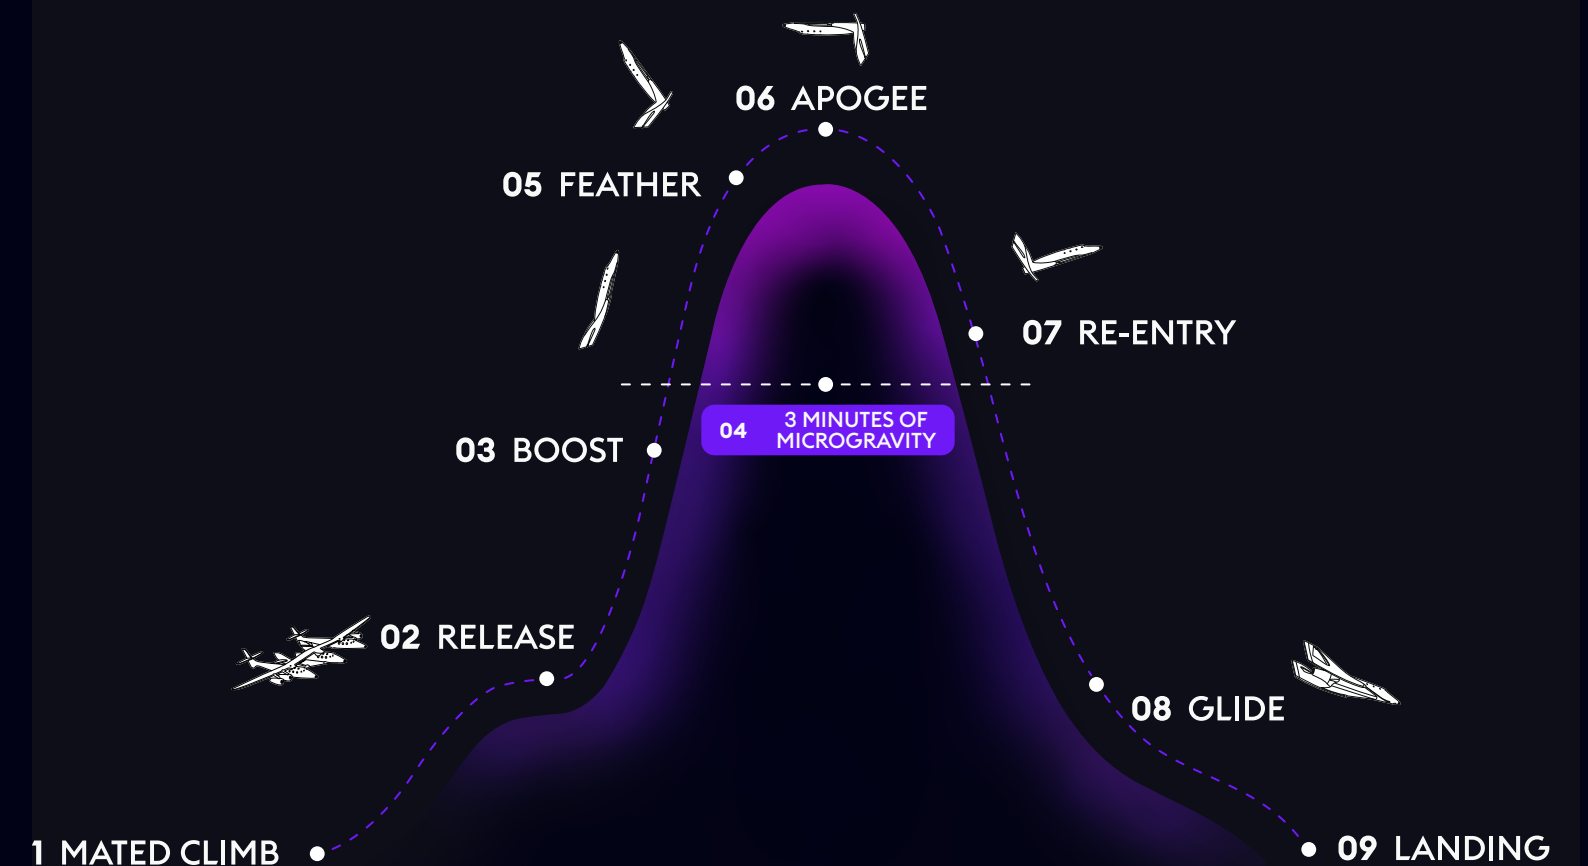 06 APOGEE
05 FEATHER
07 RE-ENTRY
04 3 MINUTES OF
MICROGRAVITY
03 BOOST
02 RELEASE
08 GLIDE
1 MATED CLIMB
09 LANDING